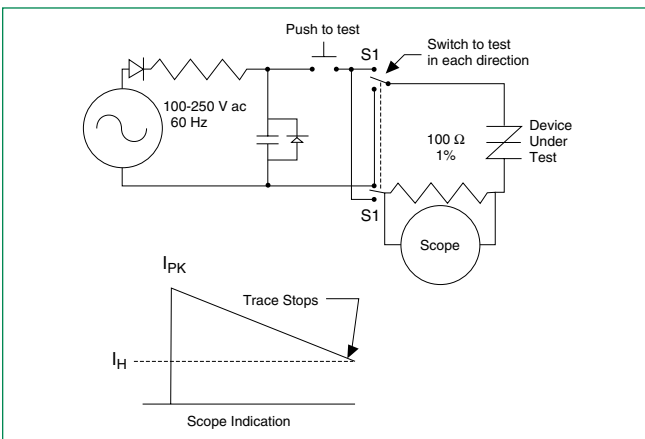 Push to test
S1
Switch to test
in each direction
100-250 V ac
60 Hz
100 Ω
1%
Device
Under
Test
S1
Scope
IPK
Trace Stops
IH
Scope Indication